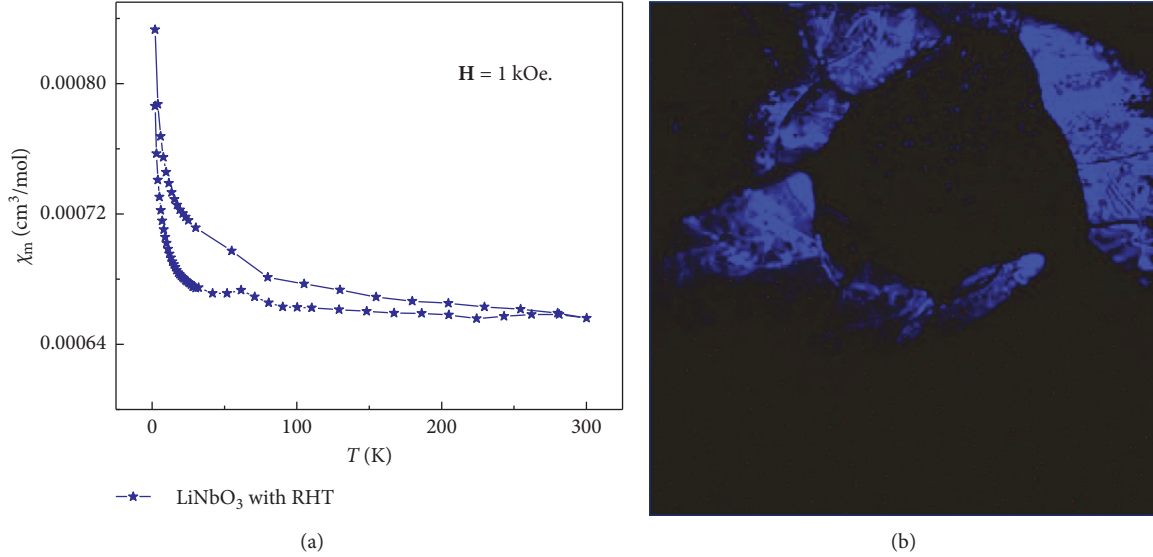 H = 1 kOe.
0.00080
0.00072
0.00064
χm (cm³/mol)
0 100 200 300
T (K)
LiNbO₃ with RHT
(a) (b)